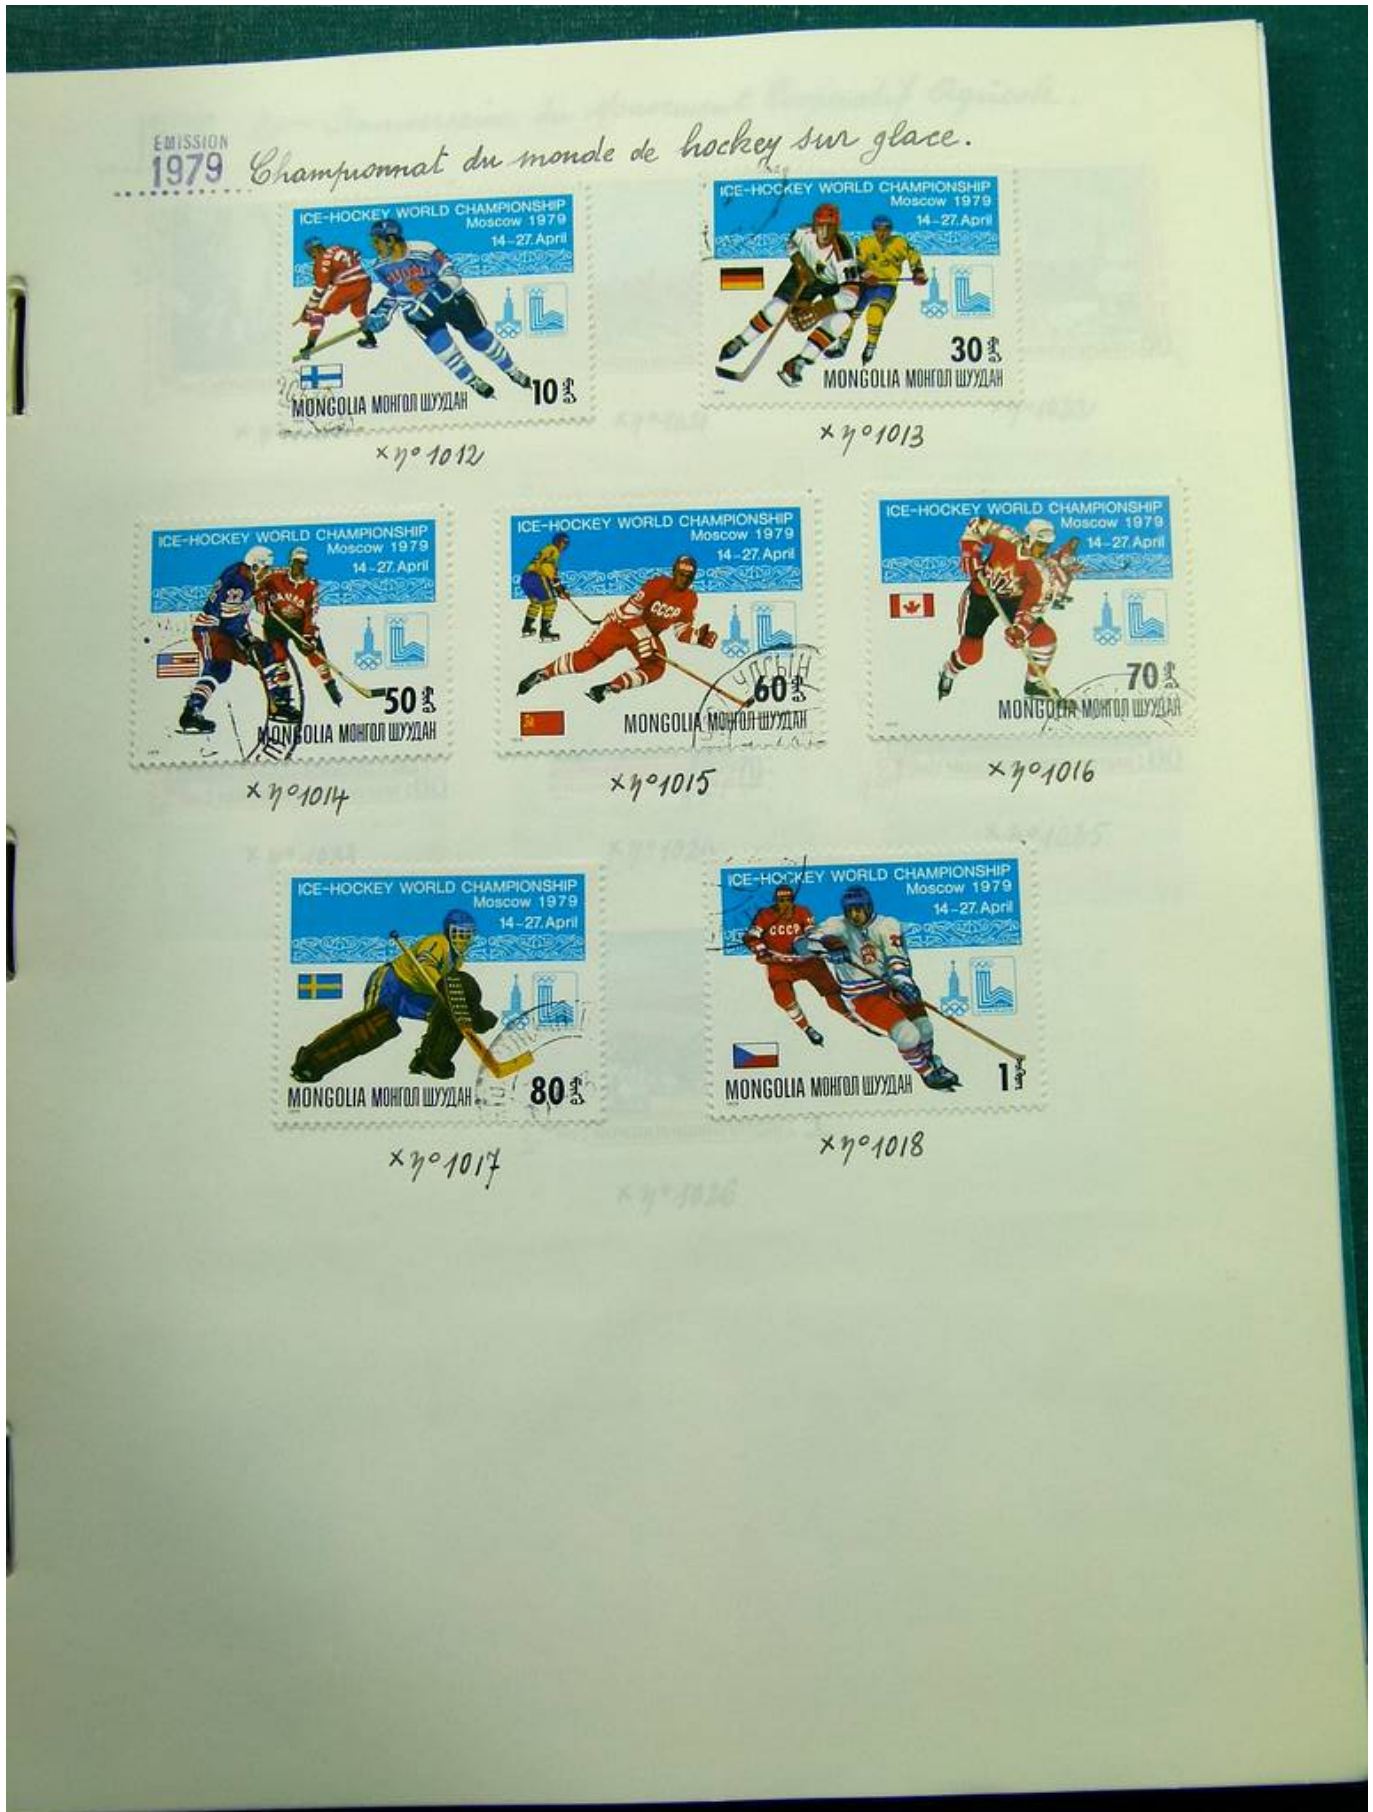 EMISSION
1979
Championnat du monde de hockey sur glace.
ICE-HOCKEY WORLD CHAMPIONSHIP
Moscow 1979
14-27.April
SUOMI
10
MONGOLIA МОНГОЛ ШУУДАН
x n° 1012
ICE-HOCKEY WORLD CHAMPIONSHIP
Moscow 1979
14-27.April
30
MONGOLIA МОНГОЛ ШУУДАН
x n° 1013
ICE-HOCKEY WORLD CHAMPIONSHIP
Moscow 1979
14-27.April
CANADA
50
MONGOLIA МОНГОЛ ШУУДАН
x n° 1014
ICE-HOCKEY WORLD CHAMPIONSHIP
Moscow 1979
14-27.April
СССР
60
MONGOLIA МОНГОЛ ШУУДАН
x n° 1015
ICE-HOCKEY WORLD CHAMPIONSHIP
Moscow 1979
14-27.April
24
70
MONGOLIA МОНГОЛ ШУУДАН
x n° 1016
ICE-HOCKEY WORLD CHAMPIONSHIP
Moscow 1979
14-27.April
80
MONGOLIA МОНГОЛ ШУУДАН
x n° 1017
ICE-HOCKEY WORLD CHAMPIONSHIP
Moscow 1979
14-27.April
СССР
1
MONGOLIA МОНГОЛ ШУУДАН
x n° 1018